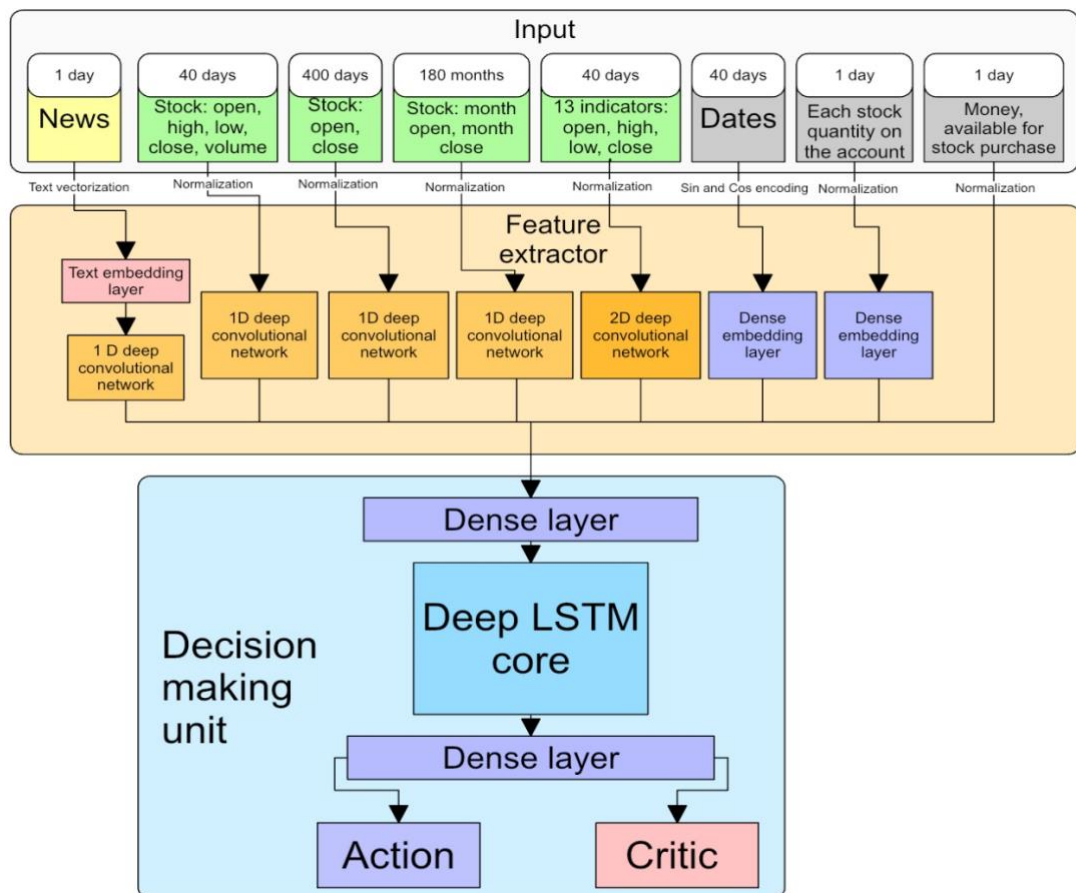 Input
1 day
40 days
400 days
180 months
40 days
40 days
1 day
1 day
News
Stock: open,
high, low,
close, volume
Stock:
open,
close
Stock: month
open, month
close
13 indicators:
open, high,
low, close
Dates
Each stock
quantity on
the account
Money,
available for
stock purchase
Text vectorization
Normalization
Normalization
Normalization
Normalization
Sin and Cos encoding
Normalization
Normalization
Feature
extractor
Text embedding
layer
1 D deep
convolutional
network
1D deep
convolutional
network
1D deep
convolutional
network
1D deep
convolutional
network
2D deep
convolutional
network
Dense
embedding
layer
Dense
embedding
layer
Decision
making
unit
Dense layer
Deep LSTM
core
Dense layer
Action
Critic